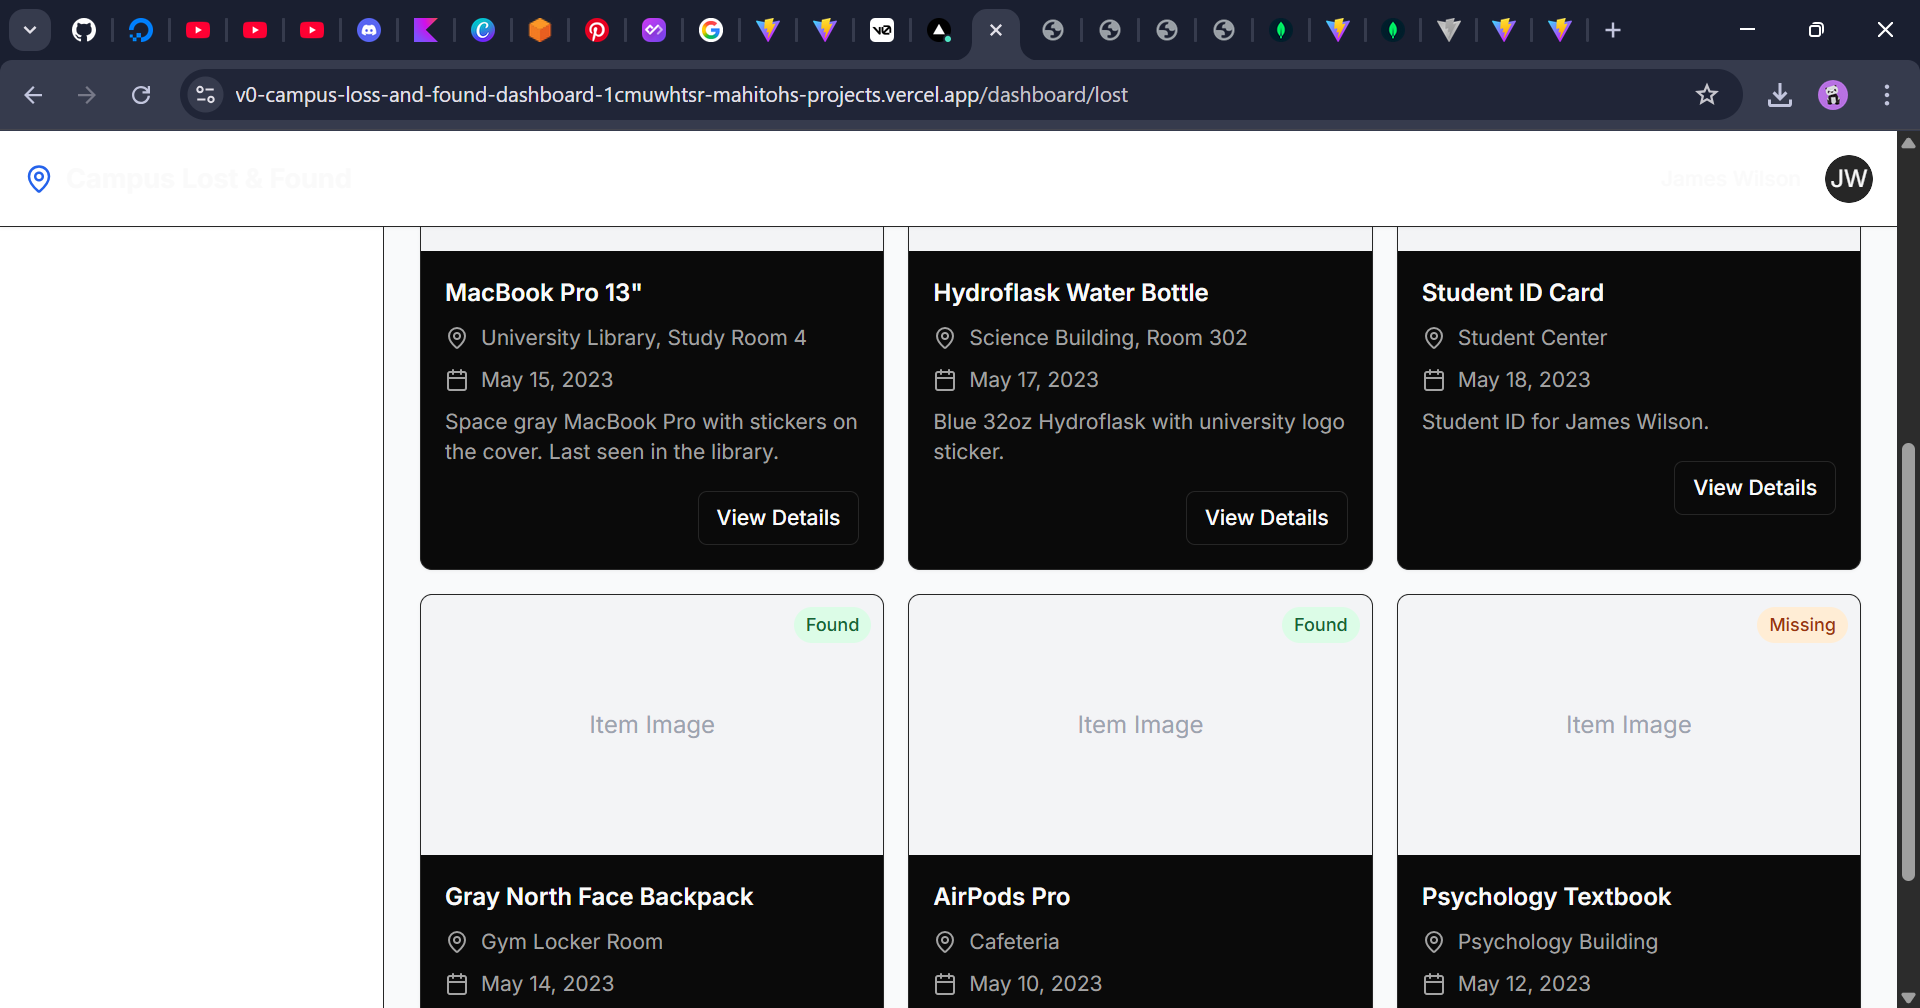 v0-campus-loss-and-found-dashboard-1cmuwhtsr-mahitohs-projects.vercel.app/dashboard/lost
Campus Lost & Found
James Wilson
JW
MacBook Pro 13"
University Library, Study Room 4
May 15, 2023
Space gray MacBook Pro with stickers on
the cover. Last seen in the library.
View Details
Hydroflask Water Bottle
Science Building, Room 302
May 17, 2023
Blue 32oz Hydroflask with university logo
sticker.
View Details
Student ID Card
Student Center
May 18, 2023
Student ID for James Wilson.
View Details
Found
Item Image
Gray North Face Backpack
Gym Locker Room
May 14, 2023
Found
Item Image
AirPods Pro
Cafeteria
May 10, 2023
Missing
Item Image
Psychology Textbook
Psychology Building
May 12, 2023